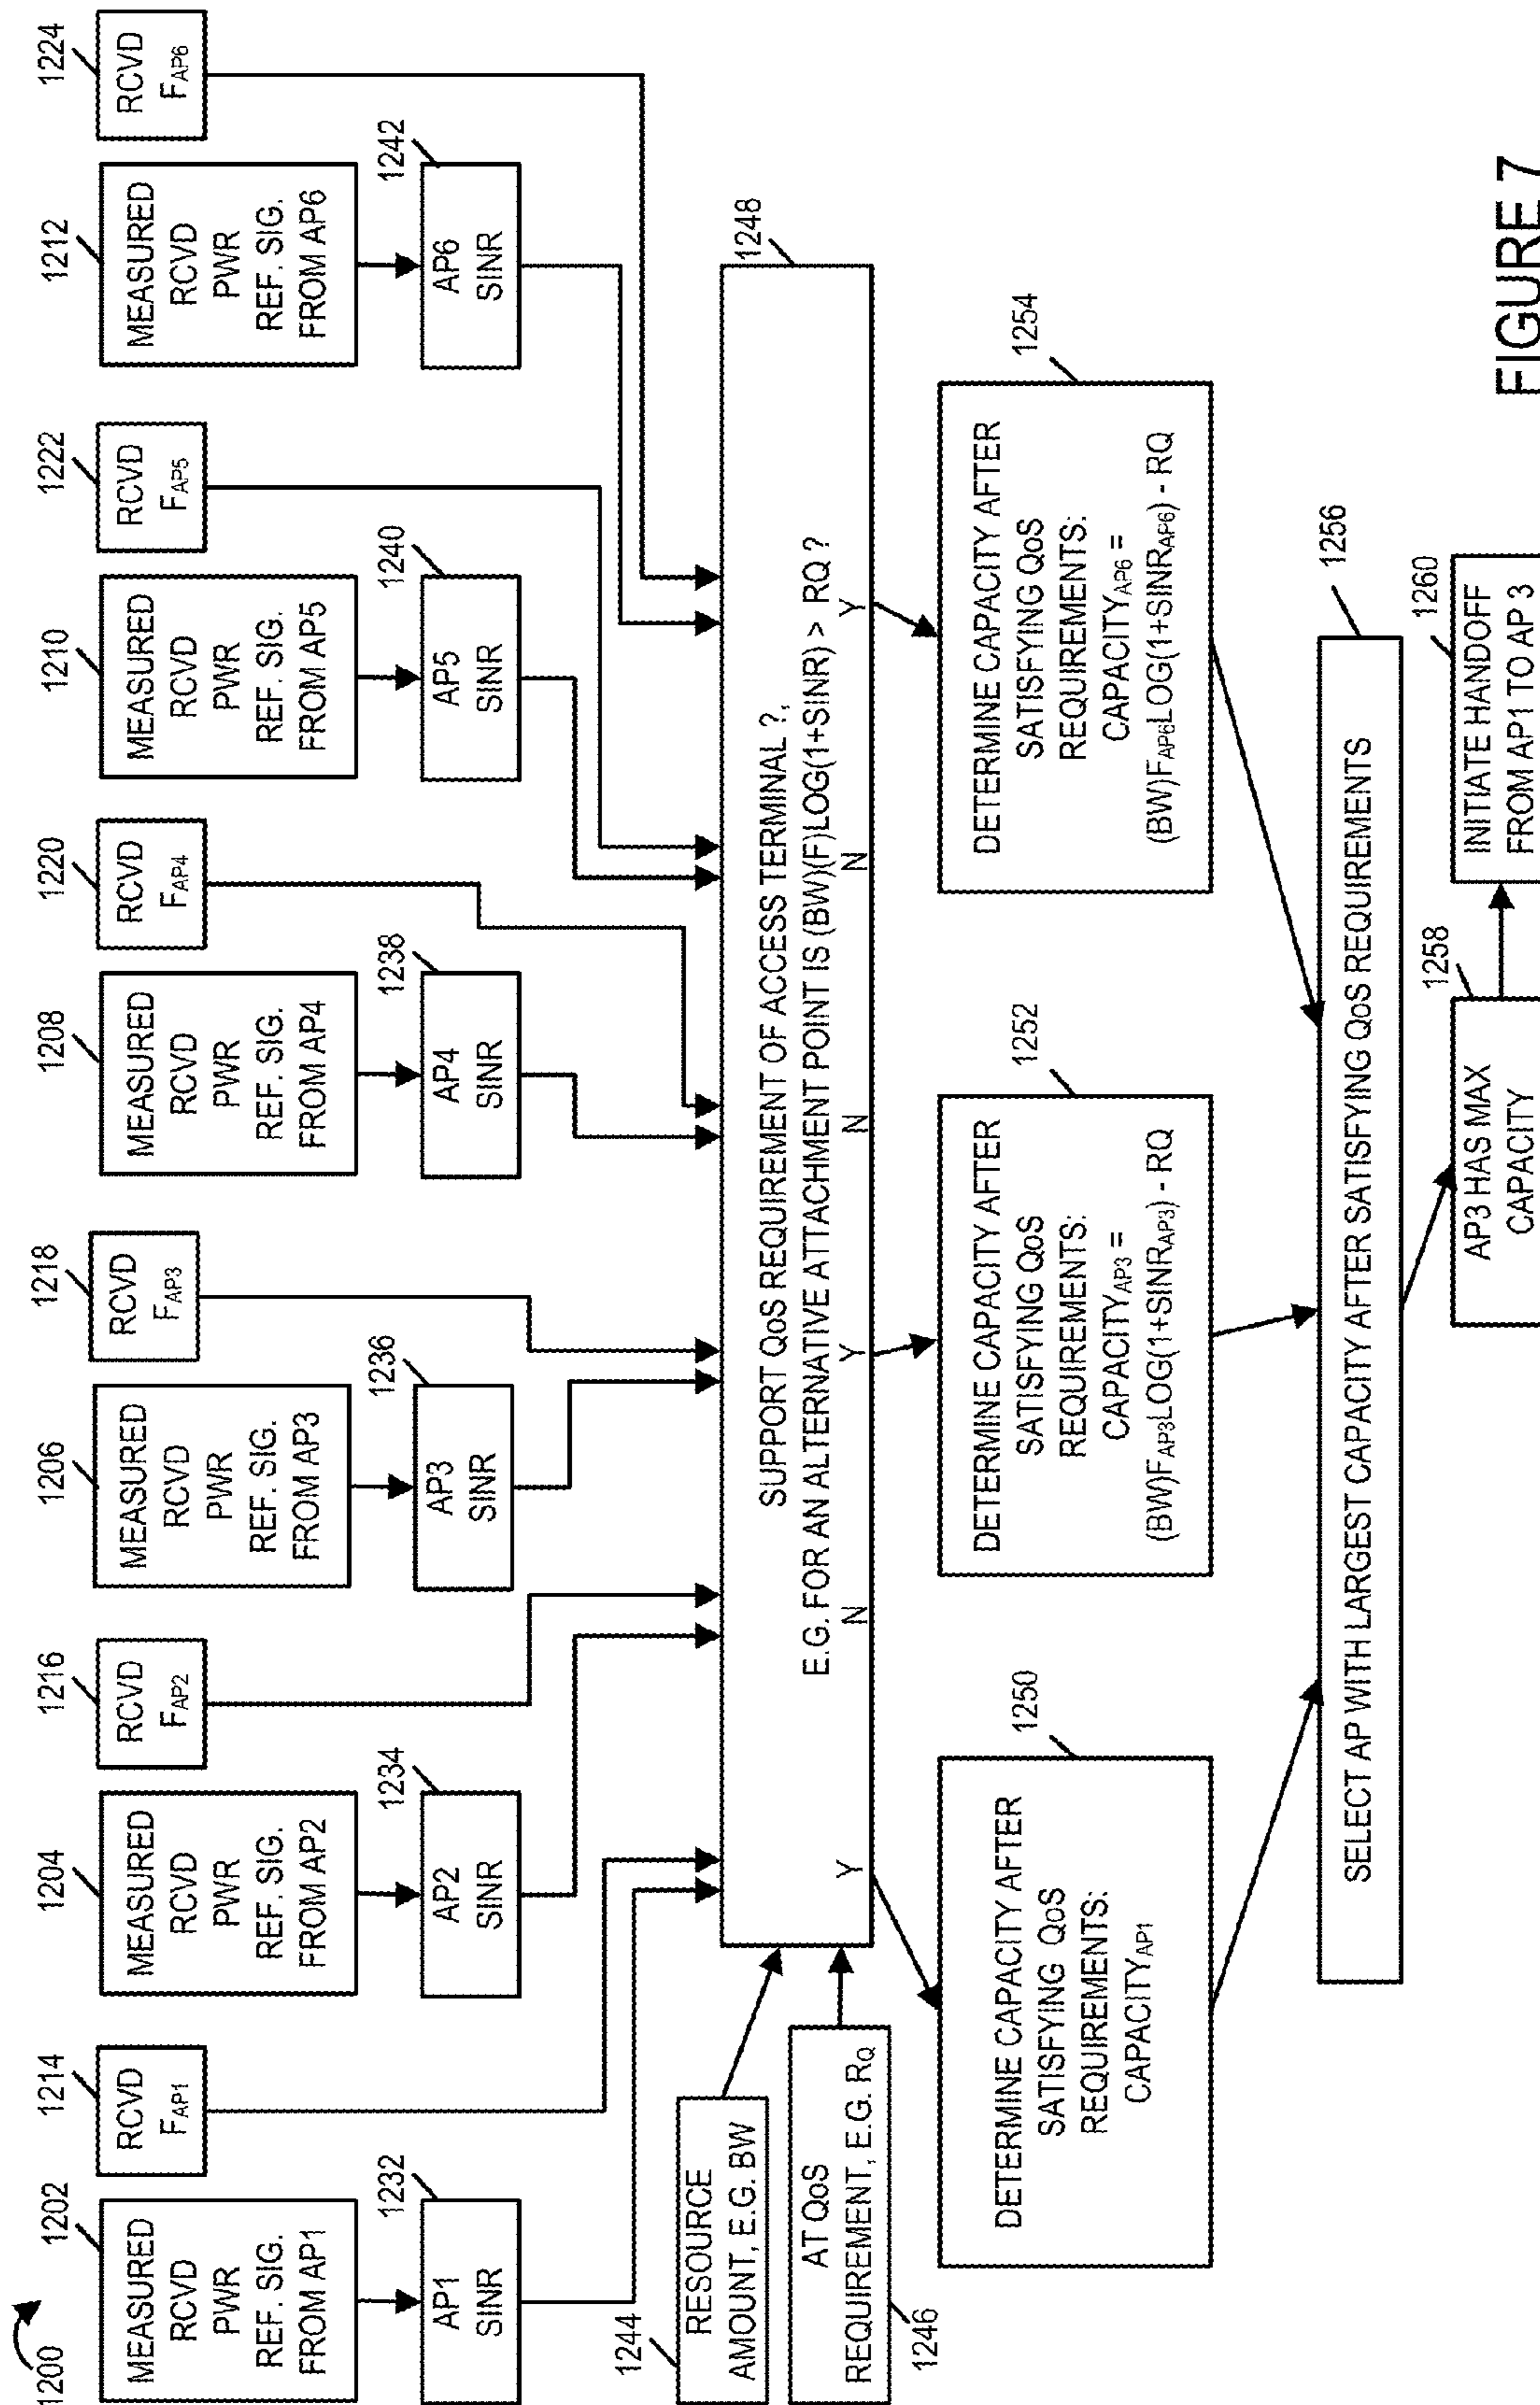 1200
1202
MEASURED
RCVD
PWR
REF. SIG.
FROM AP1
1214
RCVD
FAP1
1204
MEASURED
RCVD
PWR
REF. SIG.
FROM AP2
1216
RCVD
FAP2
1206
MEASURED
RCVD
PWR
REF. SIG.
FROM AP3
1218
RCVD
FAP3
1208
MEASURED
RCVD
PWR
REF. SIG.
FROM AP4
1220
RCVD
FAP4
1210
MEASURED
RCVD
PWR
REF. SIG.
FROM AP5
1222
RCVD
FAP5
1212
MEASURED
RCVD
PWR
REF. SIG.
FROM AP6
1224
RCVD
FAP6
1232
AP1
SINR
1234
AP2
SINR
1236
AP3
SINR
1238
AP4
SINR
1240
AP5
SINR
1242
AP6
SINR
1244
RESOURCE
AMOUNT, E.G. BW
AT QoS
REQUIREMENT, E.G. RQ
1246
1248
SUPPORT QoS REQUIREMENT OF ACCESS TERMINAL ?,
E.G. FOR AN ALTERNATIVE ATTACHMENT POINT IS (BW)(F)LOG(1+SINR) > RQ ?
Y N Y N N Y
1250
DETERMINE CAPACITY AFTER
SATISFYING QoS
REQUIREMENTS:
CAPACITYAP1
1252
DETERMINE CAPACITY AFTER
SATISFYING QoS
REQUIREMENTS:
CAPACITYAP3 =
(BW)FAP3LOG(1+SINRAP3) - RQ
1254
DETERMINE CAPACITY AFTER
SATISFYING QoS
REQUIREMENTS:
CAPACITYAP6 =
(BW)FAP6LOG(1+SINRAP6) - RQ
1256
SELECT AP WITH LARGEST CAPACITY AFTER SATISFYING QoS REQUIREMENTS
1258
AP3 HAS MAX
CAPACITY
1260
INITIATE HANDOFF
FROM AP1 TO AP 3
FIGURE 7